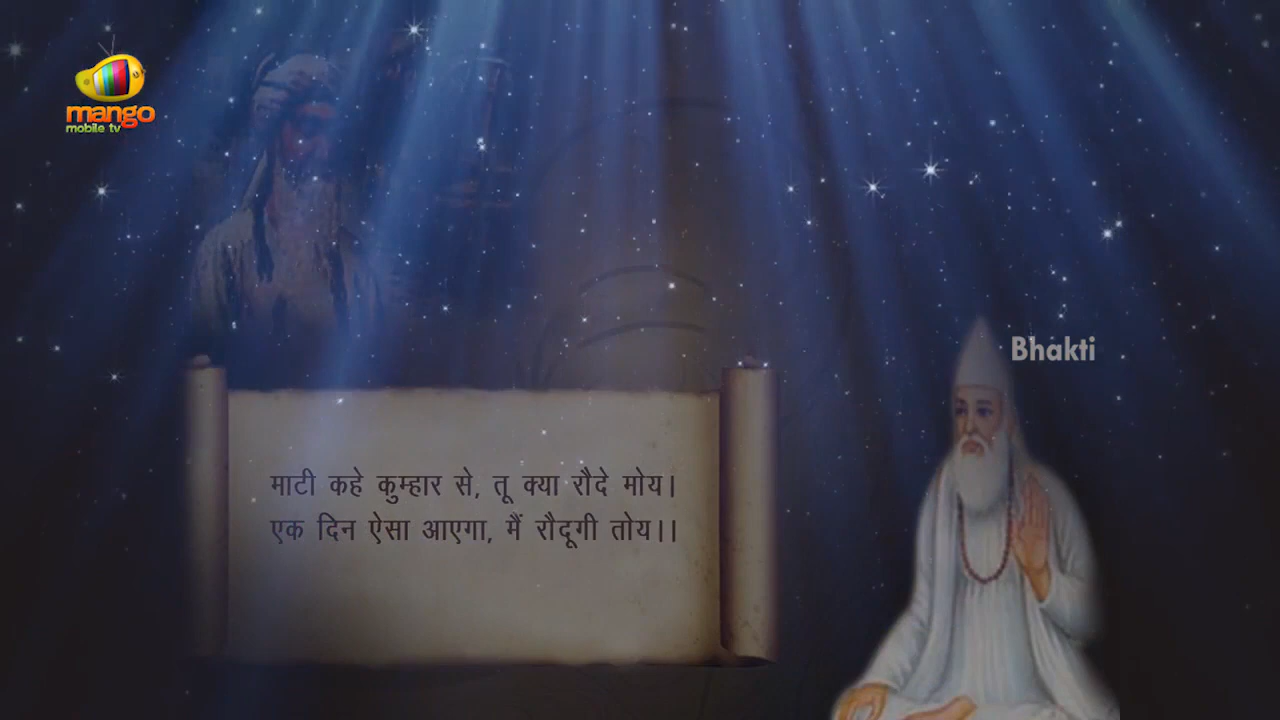 mango
mobile tv
Bhakti
माटी कहे कुम्हार से, तू क्या रौदे मोय।
एक दिन ऐसा आएगा, मैं रौदूगी तोय।।